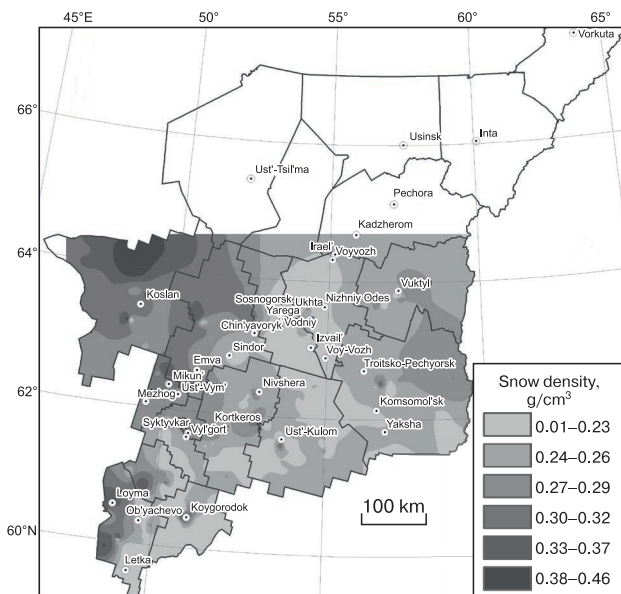 45°E 50° 55° 60° 65°
Vorkuta
66°
Usinsk
Inta
Ust'-Tsil'ma
Pechora
Kadzherom
64°
Irael'
Voyvozh
Vuktyl
Koslan
Sosnogorsk
Ukhta
Nizhniy Odes
Yarega
Vodniy
Chin'yavoryk
Izvail'
Sindor
Voy-Vozh
Emva
Troitsko-Pechyorsk
Mikun'
62°
Ust'-Vym'
Nivshera
Mezhog
Komsomol'sk
Kortkeros
Syktyvkar
Vyl'gort
Ust'-Kulom
Yaksha
Loyma
Ob'yachevo
Koygorodok
60°N
Letka
100 km
Snow density,
g/cm³
0.01–0.23
0.24–0.26
0.27–0.29
0.30–0.32
0.33–0.37
0.38–0.46